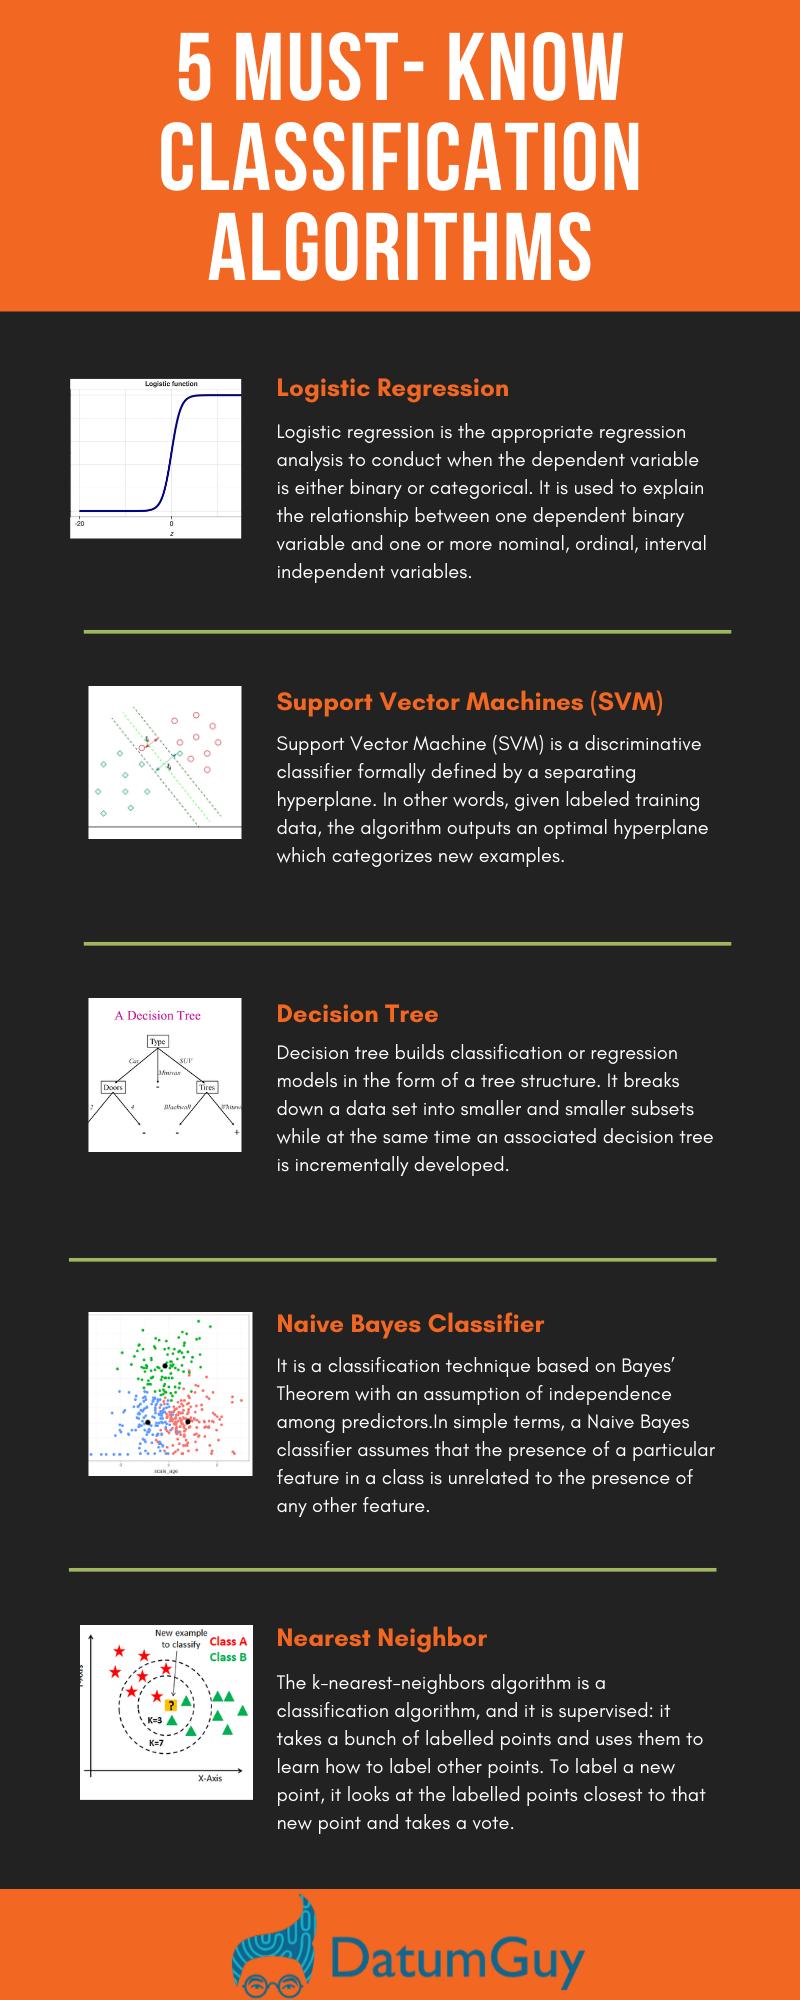 5 MUST- KNOW
CLASSIFICATION
ALGORITHMS
Logistic function
-20
0
z
Logistic Regression
Logistic regression is the appropriate regression
analysis to conduct when the dependent variable
is either binary or categorical. It is used to explain
the relationship between one dependent binary
variable and one or more nominal, ordinal, interval
independent variables.
Support Vector Machines (SVM)
Support Vector Machine (SVM) is a discriminative
classifier formally defined by a separating
hyperplane. In other words, given labeled training
data, the algorithm outputs an optimal hyperplane
which categorizes new examples.
A Decision Tree
Type
Car
SUV
Minivan
Doors
Tires
2
4
Blackwall
-
-
-
+
Decision Tree
Decision tree builds classification or regression
models in the form of a tree structure. It breaks
down a data set into smaller and smaller subsets
while at the same time an associated decision tree
is incrementally developed.
scale_age
Naive Bayes Classifier
It is a classification technique based on Bayes’
Theorem with an assumption of independence
among predictors.In simple terms, a Naive Bayes
classifier assumes that the presence of a particular
feature in a class is unrelated to the presence of
any other feature.
New example
to classify
Class A
Class B
?
K=3
K=7
X-Axis
Nearest Neighbor
The k-nearest-neighbors algorithm is a
classification algorithm, and it is supervised: it
takes a bunch of labelled points and uses them to
learn how to label other points. To label a new
point, it looks at the labelled points closest to that
new point and takes a vote.
DatumGuy